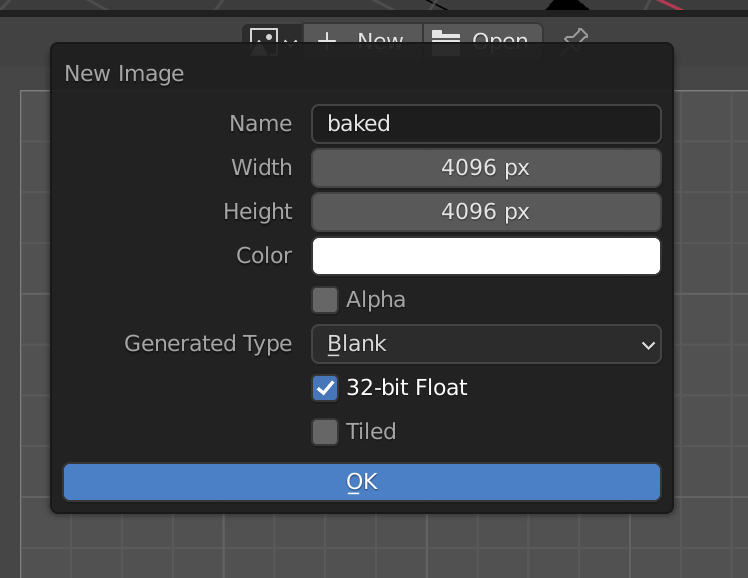 New Open
New Image
Name baked
Width 4096 px
Height 4096 px
Color
Alpha
Generated Type Blank
32-bit Float
Tiled
OK